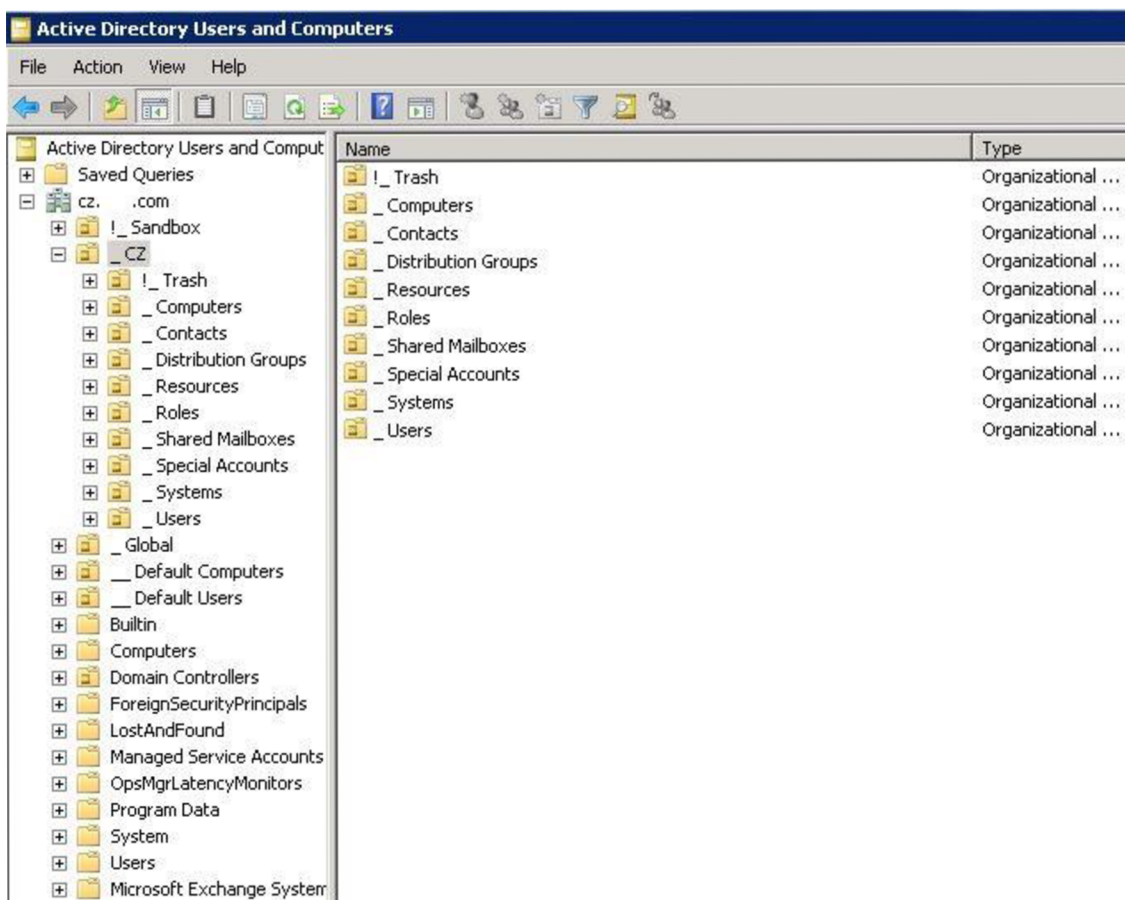 Active Directory Users and Computers
File Action View Help
Active Directory Users and Comput
Saved Queries
cz. .com
!_Sandbox
_CZ
!_Trash
_Computers
_Contacts
_Distribution Groups
_Resources
_Roles
_Shared Mailboxes
_Special Accounts
_Systems
_Users
_Global
__Default Computers
__Default Users
Builtin
Computers
Domain Controllers
ForeignSecurityPrincipals
LostAndFound
Managed Service Accounts
OpsMgrLatencyMonitors
Program Data
System
Users
Microsoft Exchange System
Name Type
!_Trash Organizational ...
_Computers Organizational ...
_Contacts Organizational ...
_Distribution Groups Organizational ...
_Resources Organizational ...
_Roles Organizational ...
_Shared Mailboxes Organizational ...
_Special Accounts Organizational ...
_Systems Organizational ...
_Users Organizational ...